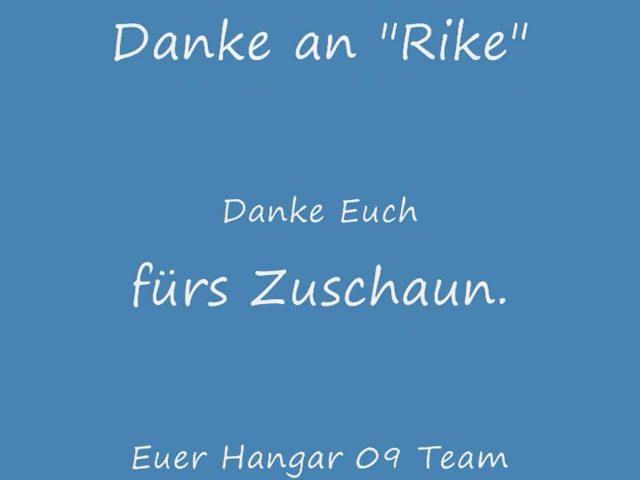 Danke an "Rike"
Danke Euch
fürs Zuschaun.
Euer Hangar 09 Team